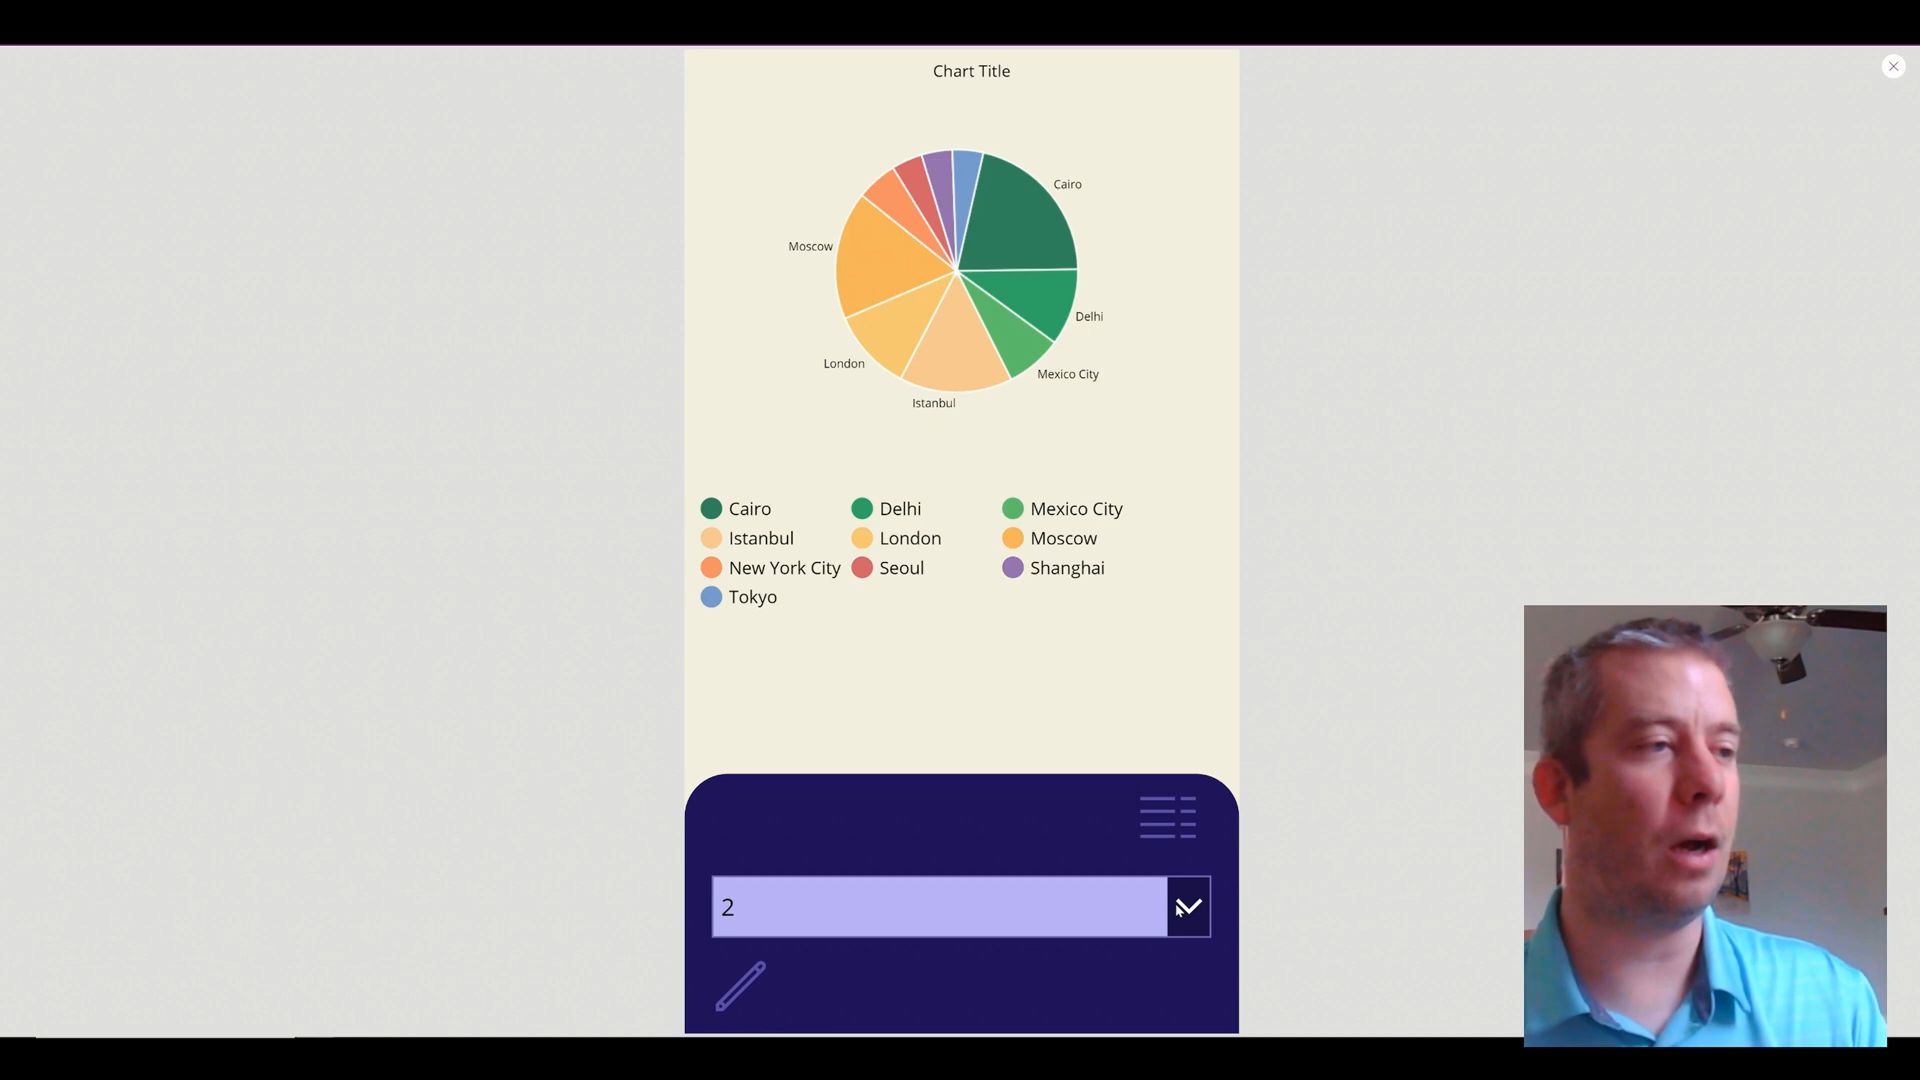 Chart Title
Cairo
Moscow
Delhi
London
Mexico City
Istanbul
Cairo Delhi Mexico City
Istanbul London Moscow
New York City Seoul Shanghai
Tokyo
2